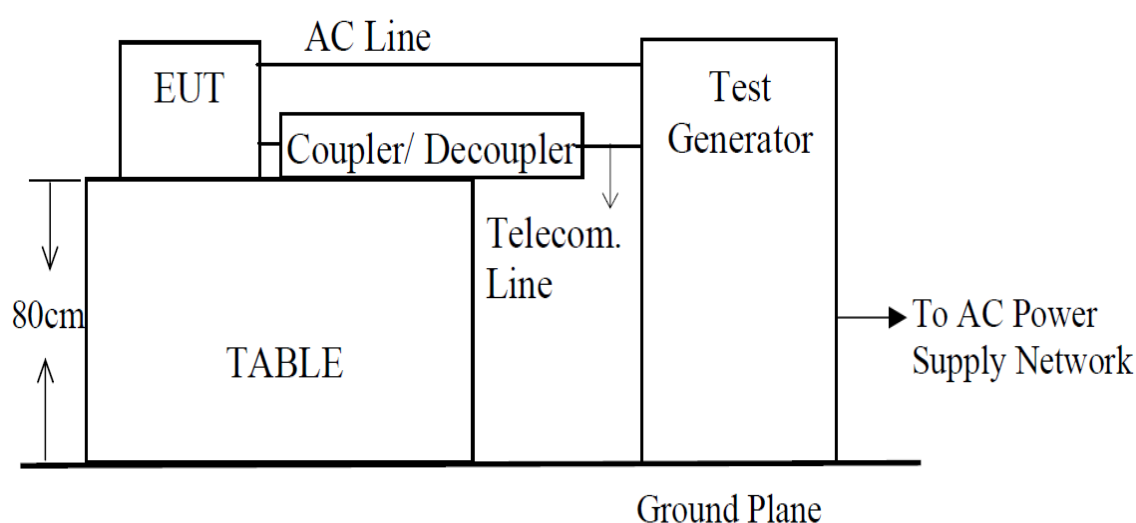 AC Line
EUT
Test
Generator
Coupler/ Decoupler
Telecom.
Line
80cm
TABLE
To AC Power
Supply Network
Ground Plane